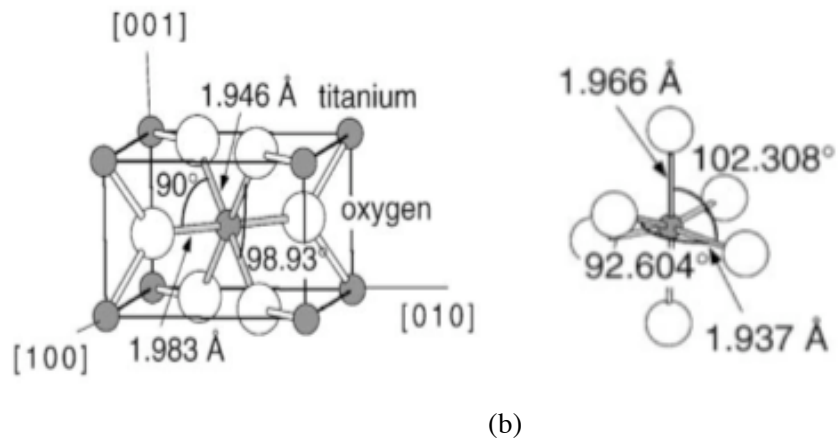 [001]
1.946 Å titanium
90°
oxygen
98.93°
[010]
[100] 1.983 Å
1.966 Å
102.308°
92.604°
1.937 Å
(b)